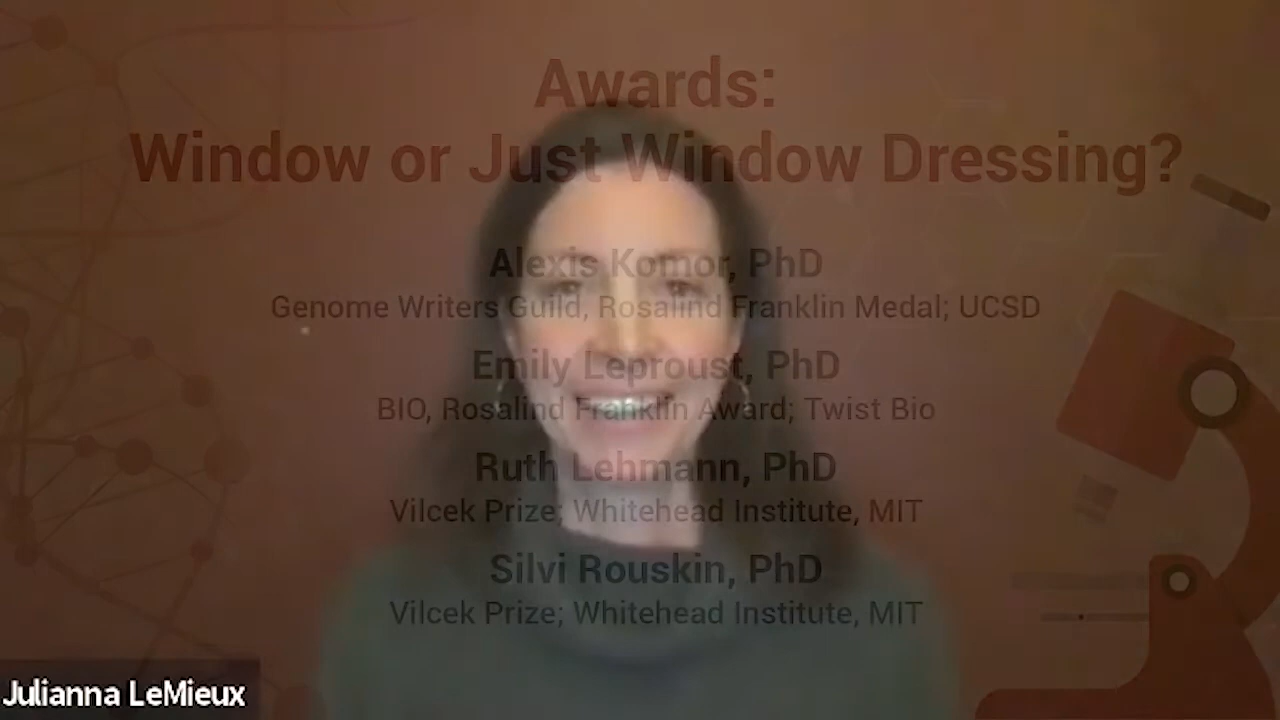 Awards:
Window or Just Window Dressing?
Alexis Komor, PhD
Genome Writers Guild, Rosalind Franklin Medal; UCSD
Emily Leproust, PhD
BIO, Rosalind Franklin Award; Twist Bio
Ruth Lehmann, PhD
Vilcek Prize; Whitehead Institute, MIT
Silvi Rouskin, PhD
Vilcek Prize; Whitehead Institute, MIT
Julianna LeMieux